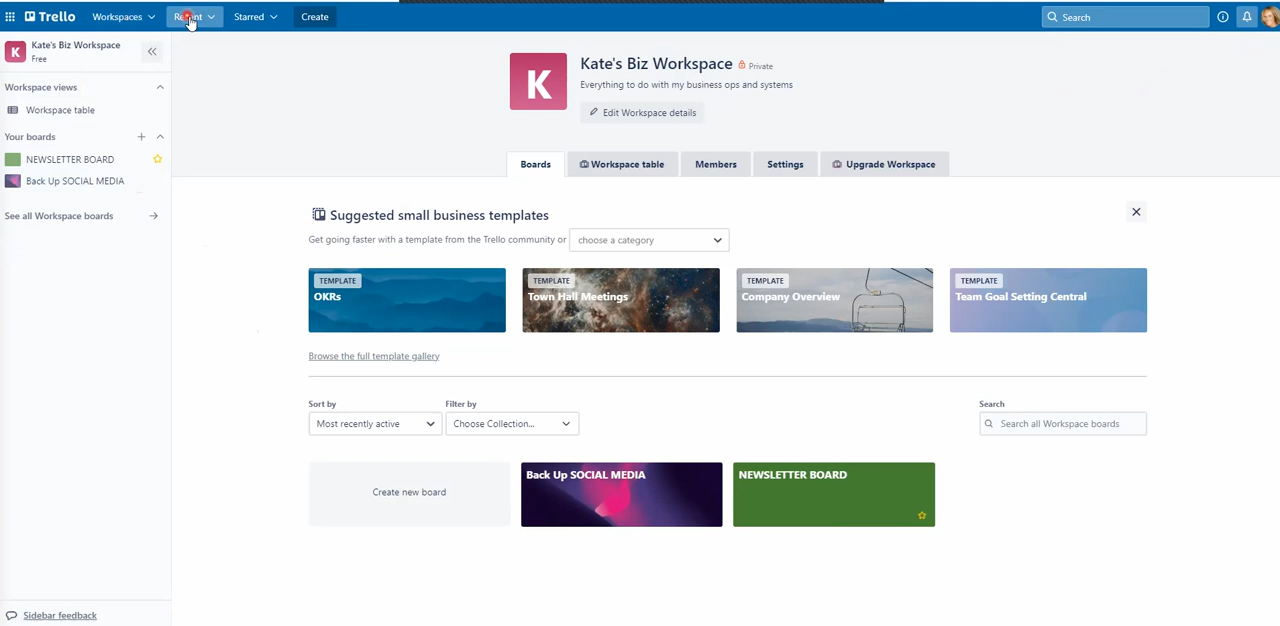 Trello Workspaces Starred Create Search
Kate's Biz Workspace
Free
Workspace views
Workspace table
Your boards
NEWSLETTER BOARD
Back Up SOCIAL MEDIA
See all Workspace boards
K
K
Kate's Biz Workspace Private
Everything to do with my business ops and systems
Edit Workspace details
Boards Workspace table Members Settings Upgrade Workspace
Suggested small business templates
Get going faster with a template from the Trello community or choose a category
TEMPLATE
OKRs
TEMPLATE
Town Hall Meetings
TEMPLATE
Company Overview
TEMPLATE
Team Goal Setting Central
Browse the full template gallery
Sort by
Most recently active
Filter by
Choose Collection...
Search
Search all Workspace boards
Create new board
Back Up SOCIAL MEDIA
NEWSLETTER BOARD
Sidebar feedback